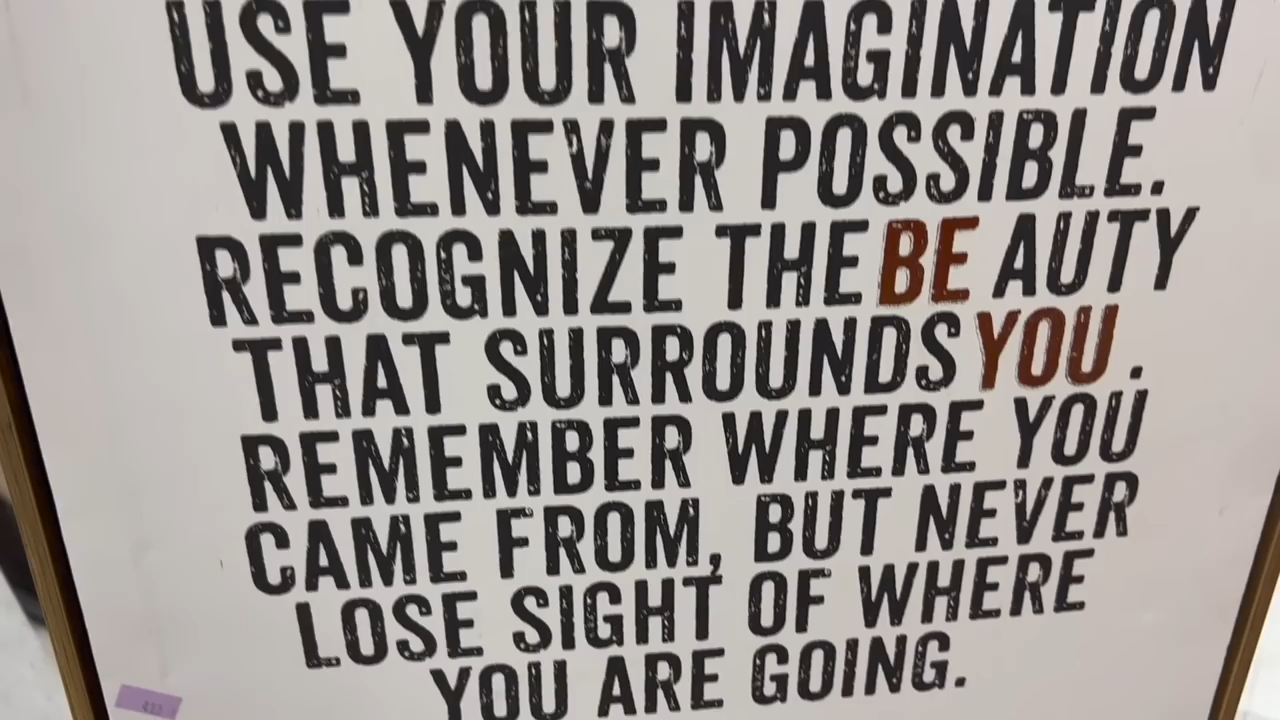 USE YOUR IMAGINATION
WHENEVER POSSIBLE.
RECOGNIZE THE BE AUTY
THAT SURROUNDS YOU .
REMEMBER WHERE YOU
CAME FROM, BUT NEVER
LOSE SIGHT OF WHERE
YOU ARE GOING.